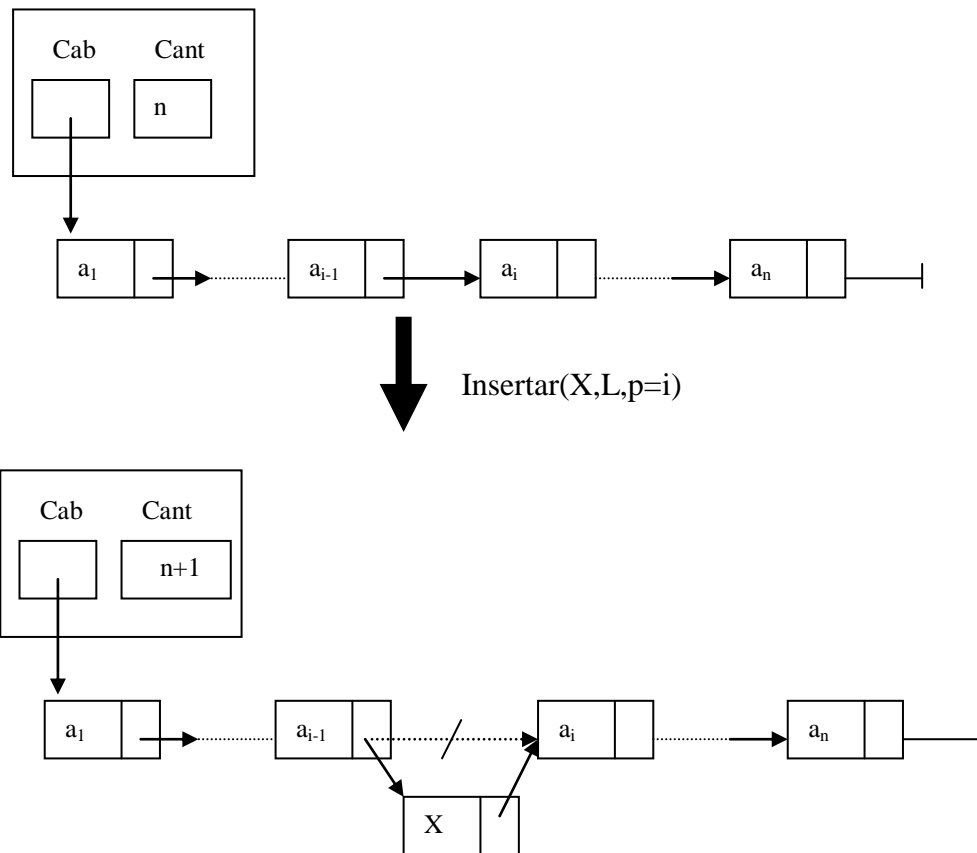 Cab Cant
n
a1 ai-1 ai an
Insertar(X,L,p=i)
Cab Cant
n+1
a1 ai-1 ai an
X